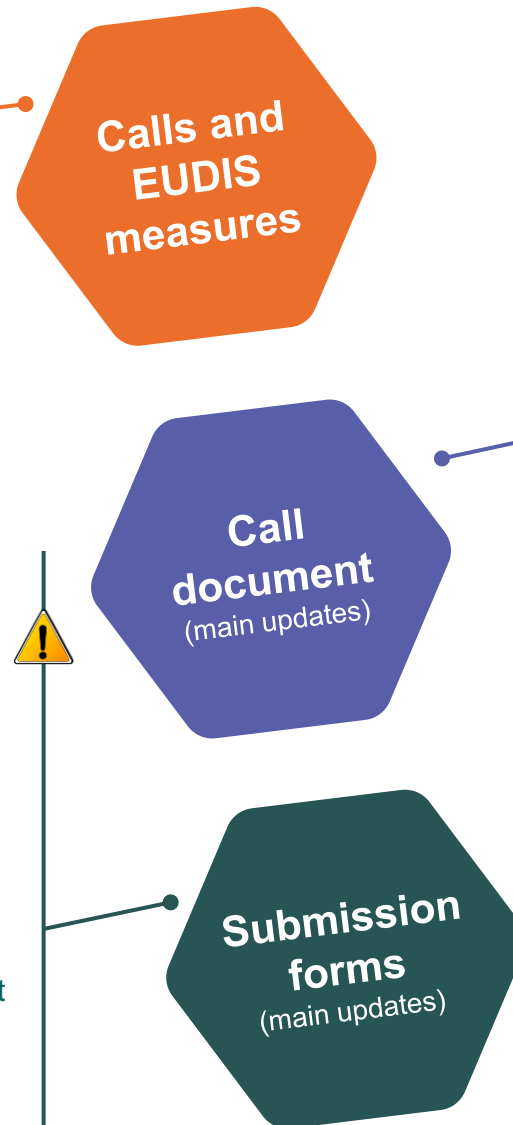 Calls and
EUDIS
measures
Call
document
(main updates)
Submission
forms
(main updates)
t